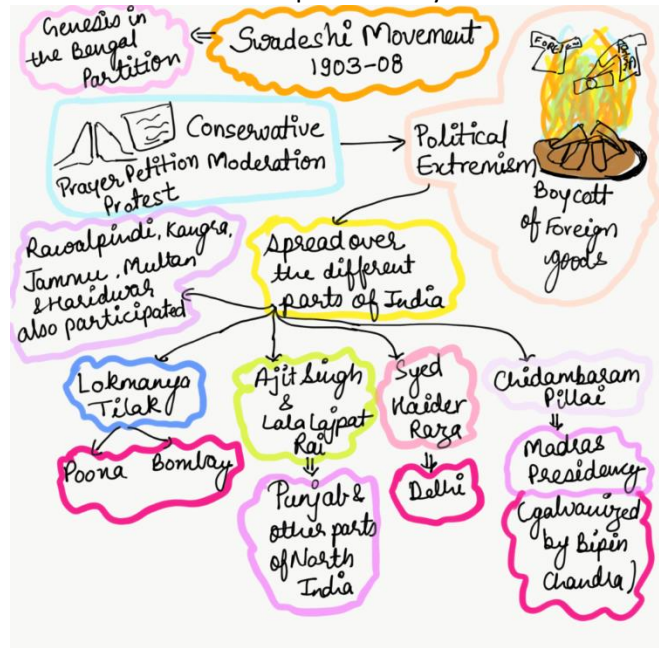 Genesis in
the Bengal
Partition
Swadeshi Movement
1903-08
Conservative
Prayer Petition Moderation
Protest
Political
Extremism
Boycott
of Foreign
goods
Rawalpindi, Kangra,
Jammu, Multan
& Haridwar
also participated
Spread over
the different
parts of India
Lokmanya
Tilak
Poona Bombay
Ajit Singh
&
Lala Lajpat
Rai
Punjab &
other parts
of North
India
Syed
Haider
Raza
Delhi
Chidambaram
Pillai
Madras
Presidency
(galvanized
by Bipin
Chandra)